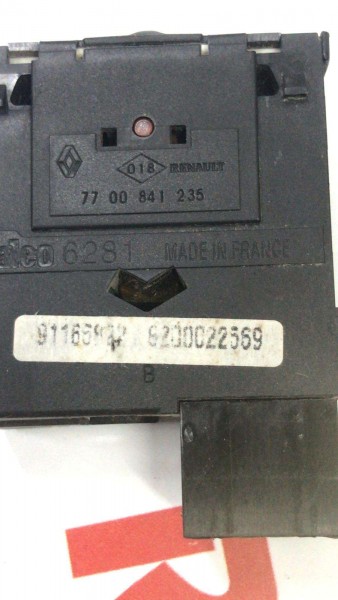 018 RENAULT
77 00 841 235
6281 MADE IN FRANCE
8200022569
B
R